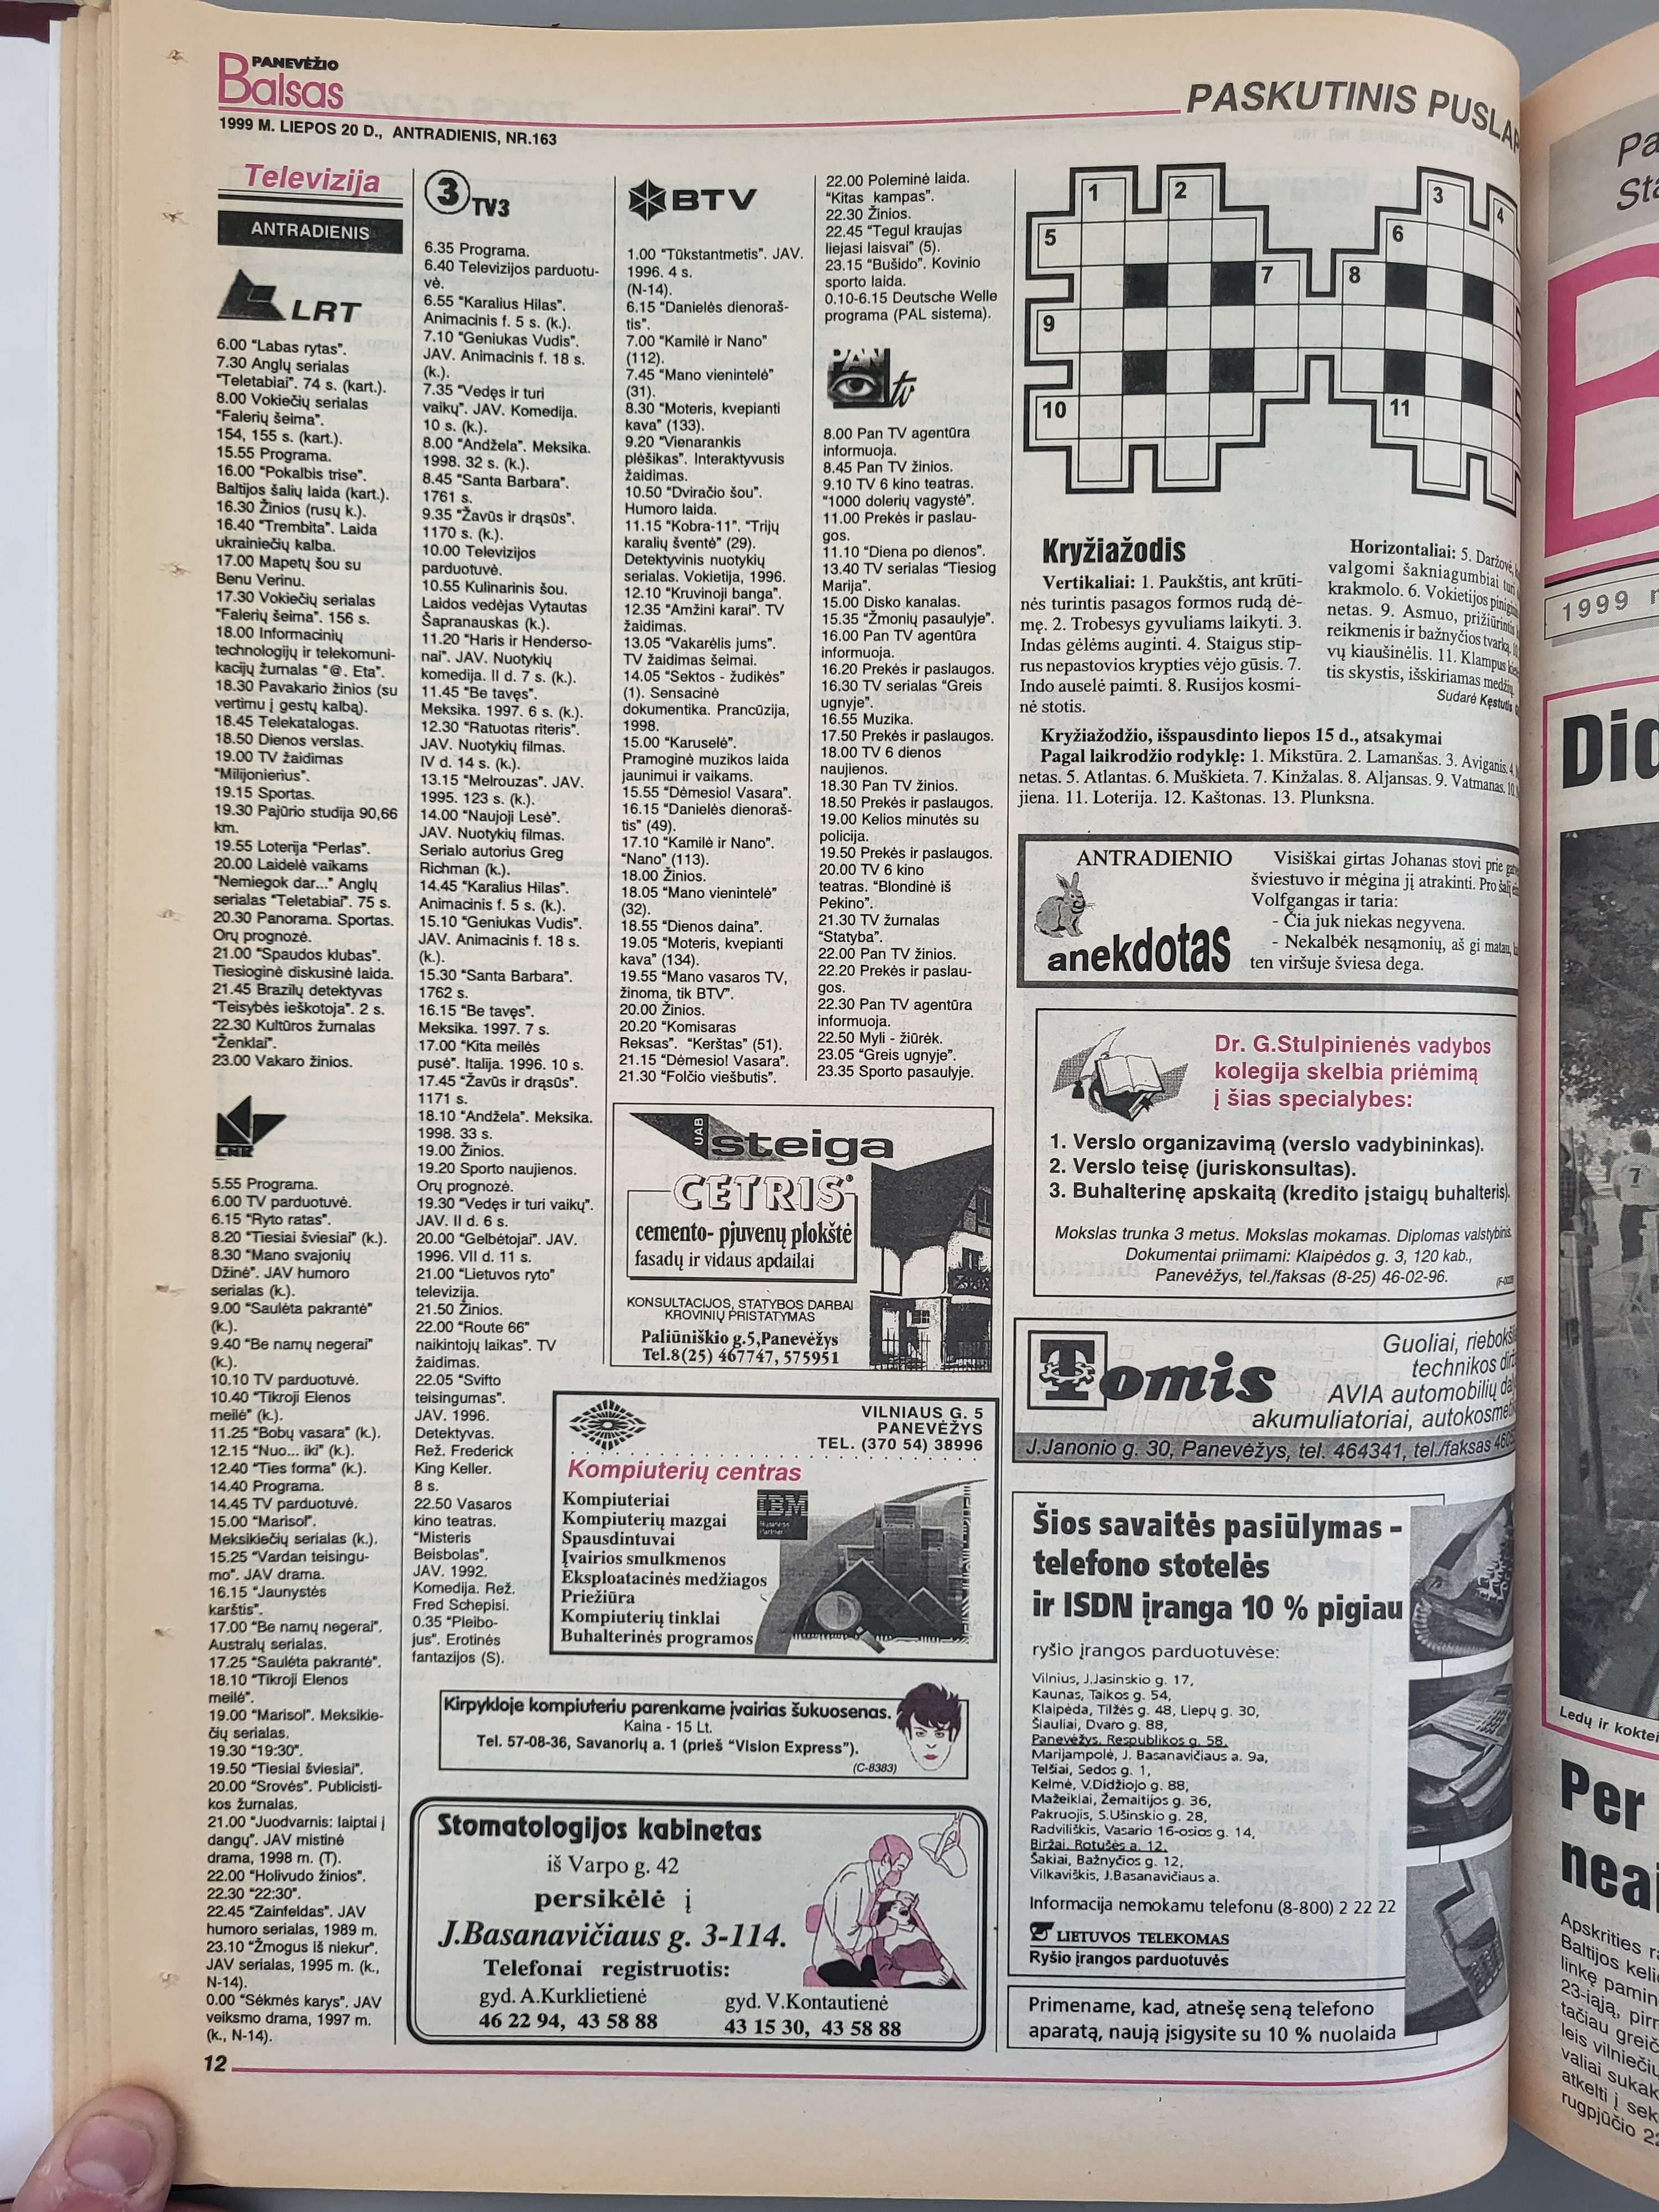 PANEVĖŽIO
Balsas
1999 M. LIEPOS 20 D., ANTRADIENIS, NR.163
PASKUTINIS
Televizija
ANTRADIENIS
LRT
6.00 “Labas rytas”.
7.30 Anglų serialas
“Teletabiai”. 74 s. (kart.).
8.00 Vokiečių serialas
“Falerių šeima”.
154, 155 s. (kart.).
15.55 Programa.
16.00 “Pokalbis trise”.
Baltijos šalių laida (kart.).
16.30 Žinios (rusų k.).
16.40 “Trembita”. Laida
ukrainiečių kalba.
17.00 Mapetų šou su
Benu Verinu.
17.30 Vokiečių serialas
“Falerių šeima”. 156 s.
18.00 Informacinių
technologijų ir telekomuni-
kacijų žurnalas “@. Eta”.
18.30 Pavakario žinios (su
vertimu į gestų kalbą).
18.45 Telekatalogas.
18.50 Dienos verslas.
19.00 TV žaidimas
“Milijonierius”.
19.15 Sportas.
19.30 Pajūrio studija 90,66
km.
19.55 Loterija “Perlas”.
20.00 Laidelė vaikams
“Nemiegok dar...” Anglų
serialas “Teletabiai”. 75 s.
20.30 Panorama. Sportas.
Orų prognozė.
21.00 “Spaudos klubas”.
Tiesioginė diskusinė laida.
21.45 Brazilų detektyvas
“Teisybės ieškotoja”. 2 s.
22.30 Kultūros žurnalas
“Ženklai”.
23.00 Vakaro žinios.
LNK
5.55 Programa.
6.00 TV parduotuvė.
6.15 “Ryto ratas”.
8.20 “Tiesiai šviesiai” (k.).
8.30 “Mano svajonių
Džinė”. JAV humoro
serialas (k.).
9.00 “Saulėta pakrantė”
(k.).
9.40 “Be namų negerai”
(k.).
10.10 TV parduotuvė.
10.40 “Tikroji Elenos
meilė” (k.).
11.25 “Bobų vasara” (k.).
12.15 “Nuo... iki” (k.).
12.40 “Ties forma” (k.).
14.40 Programa.
14.45 TV parduotuvė.
15.00 “Marisol”.
Meksikiečių serialas (k.).
15.25 “Vardan teisingu-
mo”. JAV drama.
16.15 “Jaunystės
karštis”.
17.00 “Be namų negerai”.
Australų serialas.
17.25 “Saulėta pakrantė”.
18.10 “Tikroji Elenos
meilė”.
19.00 “Marisol”. Meksikie-
čių serialas.
19.30 “19:30”.
19.50 “Tiesiai šviesiai”.
20.00 “Srovės”. Publicisti-
kos žurnalas.
21.00 “Juodvarnis: laiptai į
dangų”. JAV mistinė
drama, 1998 m. (T).
22.00 “Holivudo žinios”.
22.30 “22:30”.
22.45 “Zainfeldas”. JAV
humoro serialas, 1989 m.
23.10 “Žmogus iš niekur”.
JAV serialas, 1995 m. (k.,
N-14).
0.00 “Sėkmės karys”. JAV
veiksmo drama, 1997 m.
(k., N-14).
12
3 TV3
6.35 Programa.
6.40 Televizijos parduotu-
vė.
6.55 “Karalius Hilas”.
Animacinis f. 5 s. (k.).
7.10 “Geniukas Vudis”.
JAV. Animacinis f. 18 s.
(k.).
7.35 “Vedęs ir turi
vaikų”. JAV. Komedija.
10 s. (k.).
8.00 “Andžela”. Meksika.
1998. 32 s. (k.).
8.45 “Santa Barbara”.
1761 s.
9.35 “Žavūs ir drąsūs”.
1170 s. (k.).
10.00 Televizijos
parduotuvė.
10.55 Kulinarinis šou.
Laidos vedėjas Vytautas
Šapranauskas (k.).
11.20 “Haris ir Henderso-
nai”. JAV. Nuotykių
komedija. II d. 7 s. (k.).
11.45 “Be tavęs”.
Meksika. 1997. 6 s. (k.).
12.30 “Ratuotas riteris”.
JAV. Nuotykių filmas.
IV d. 14 s. (k.).
13.15 “Melrouzas”. JAV.
1995. 123 s. (k.).
14.00 “Naujoji Lesė”.
JAV. Nuotykių filmas.
Serialo autorius Greg
Richman (k.).
14.45 “Karalius Hilas”.
Animacinis f. 5 s. (k.).
15.10 “Geniukas Vudis”.
JAV. Animacinis f. 18 s.
(k.).
15.30 “Santa Barbara”.
1762 s.
16.15 “Be tavęs”.
Meksika. 1997. 7 s.
17.00 “Kita meilės
pusė”. Italija. 1996. 10 s.
17.45 “Žavūs ir drąsūs”.
1171 s.
18.10 “Andžela”. Meksika.
1998. 33 s.
19.00 Žinios.
19.20 Sporto naujienos.
Orų prognozė.
19.30 “Vedęs ir turi vaikų”.
JAV. II d. 6 s.
20.00 “Gelbėtojai”. JAV.
1996. VII d. 11 s.
21.00 “Lietuvos ryto”
televizija.
21.50 Žinios.
22.00 “Route 66”
naikintojų laikas”. TV
žaidimas.
22.05 “Svifto
teisingumas”.
JAV. 1996.
Detektyvas.
Rež. Frederick
King Keller.
8 s.
22.50 Vasaros
kino teatras.
“Misteris
Beisbolas”.
JAV. 1992.
Komedija. Rež.
Fred Schepisi.
0.35 “Pleibo-
jus”. Erotinės
fantazijos (S).
BTV
1.00 “Tūkstantmetis”. JAV.
1996. 4 s.
(N-14).
6.15 “Danielės dienoraš-
tis”.
7.00 “Kamilė ir Nano”
(112).
7.45 “Mano vienintelė”
(31).
8.30 “Moteris, kvepianti
kava” (133).
9.20 “Vienarankis
plėšikas”. Interaktyvusis
žaidimas.
10.50 “Dviračio šou”.
Humoro laida.
11.15 “Kobra-11”. “Trijų
karalių šventė” (29).
Detektyvinis nuotykių
serialas. Vokietija, 1996.
12.10 “Kruvinoji banga”.
12.35 “Amžini karai”. TV
žaidimas.
13.05 “Vakarėlis jums”.
TV žaidimas šeimai.
14.05 “Sektos - žudikės”
(1). Sensacinė
dokumentika. Prancūzija,
1998.
15.00 “Karuselė”.
Pramoginė muzikos laida
jaunimui ir vaikams.
15.55 “Dėmesio! Vasara”.
16.15 “Danielės dienoraš-
tis” (49).
17.10 “Kamilė ir Nano”.
“Nano” (113).
18.00 Žinios.
18.05 “Mano vienintelė”
(32).
18.55 “Dienos daina”.
19.05 “Moteris, kvepianti
kava” (134).
19.55 “Mano vasaros TV,
žinoma, tik BTV”.
20.00 Žinios.
20.20 “Komisaras
Reksas”. “Kerštas” (51).
21.15 “Dėmesio! Vasara”.
21.30 “Folčio viešbutis”.
22.00 Poleminė laida.
“Kitas kampas”.
22.30 Žinios.
22.45 “Tegul kraujas
liejasi laisvai” (5).
23.15 “Bušido”. Kovinio
sporto laida.
0.10-6.15 Deutsche Welle
programa (PAL sistema).
PAN tv
8.00 Pan TV agentūra
informuoja.
8.45 Pan TV žinios.
9.10 TV 6 kino teatras.
“1000 dolerių vagystė”.
11.00 Prekės ir paslau-
gos.
11.10 “Diena po dienos”.
13.40 TV serialas “Tiesiog
Marija”.
15.00 Disko kanalas.
15.35 “Žmonių pasaulyje”.
16.00 Pan TV agentūra
informuoja.
16.20 Prekės ir paslaugos.
16.30 TV serialas “Greis
ugnyje”.
16.55 Muzika.
17.50 Prekės ir paslaugos.
18.00 TV 6 dienos
naujienos.
18.30 Pan TV žinios.
18.50 Prekės ir paslaugos.
19.00 Kelios minutės su
policija.
19.50 Prekės ir paslaugos.
20.00 TV 6 kino
teatras. “Blondinė iš
Pekino”.
21.30 TV žurnalas
“Statyba”.
22.00 Pan TV žinios.
22.20 Prekės ir paslau-
gos.
22.30 Pan TV agentūra
informuoja.
22.50 Myli - žiūrėk.
23.05 “Greis ugnyje”.
23.35 Sporto pasaulyje.
UAB steiga
CETRIS
cemento- pjuvenų plokštė
fasadų ir vidaus apdailai
KONSULTACIJOS, STATYBOS DARBAI
KROVINIŲ PRISTATYMAS
Paliūniškio g.5,Panevėžys
Tel.8(25) 467747, 575951
VILNIAUS G. 5
PANEVĖŽYS
TEL. (370 54) 38996
Kompiuterių centras
Kompiuteriai
Kompiuterių mazgai
Spausdintuvai
Įvairios smulkmenos
Eksploatacinės medžiagos
Priežiūra
Kompiuterių tinklai
Buhalterinės programos
IBM
Kirpykloje kompiuteriu parenkame įvairias šukuosenas.
Kaina - 15 Lt.
Tel. 57-08-36, Savanorių a. 1 (prieš “Vision Express”).
(C-8383)
Stomatologijos kabinetas
iš Varpo g. 42
persikėlė į
J.Basanavičiaus g. 3-114.
Telefonai registruotis:
gyd. A.Kurklietienė
46 22 94, 43 58 88
gyd. V.Kontautienė
43 15 30, 43 58 88
1 2 3 4
5 6
7 8
9
10 11
Kryžiažodis
Vertikaliai: 1. Paukštis, ant krūti-
nės turintis pasagos formos rudą dė-
mę. 2. Trobesys gyvuliams laikyti. 3.
Indas gėlėms auginti. 4. Staigus stip-
rus nepastovios krypties vėjo gūsis. 7.
Indo auselė paimti. 8. Rusijos kosmi-
nė stotis.
Horizontaliai: 5. Daržovė,
valgomi šakniagumbiai turi
krakmolo. 6. Vokietijos
netas. 9. Asmuo,
reikmenis ir bažnyčios tvarką.
vų kiaušinėlis. 11. Klampus
tis skystis, išskiriamas
Sudarė Kęstutis
Kryžiažodžio, išspausdinto liepos 15 d., atsakymai
Pagal laikrodžio rodyklę: 1. Mikstūra. 2. Lamanšas. 3. Aviganis. 4.
netas. 5. Atlantas. 6. Muškieta. 7. Kinžalas. 8. Aljansas. 9. Vatmanas. 10.
jiena. 11. Loterija. 12. Kaštonas. 13. Plunksna.
ANTRADIENIO
anekdotas
Visiškai girtas Johanas stovi prie
šviestuvo ir mėgina jį atrakinti. Pro šalį
Volfgangas ir taria:
- Čia juk niekas negyvena.
- Nekalbėk nesąmonių, aš gi matau,
ten viršuje šviesa dega.
Dr. G.Stulpinienės vadybos
kolegija skelbia priėmimą
į šias specialybes:
1. Verslo organizavimą (verslo vadybininkas).
2. Verslo teisę (juriskonsultas).
3. Buhalterinę apskaitą (kredito įstaigų buhalteris).
Mokslas trunka 3 metus. Mokslas mokamas. Diplomas valstybinis.
Dokumentai priimami: Klaipėdos g. 3, 120 kab.,
Panevėžys, tel./faksas (8-25) 46-02-96.
Tomis
Guoliai,
technikos
AVIA automobilių
akumuliatoriai,
J.Janonio g. 30, Panevėžys, tel. 464341, tel./faksas
Šios savaitės pasiūlymas -
telefono stotelės
ir ISDN įranga 10 % pigiau
ryšio įrangos parduotuvėse:
Vilnius, J.Jasinskio g. 17,
Kaunas, Taikos g. 54,
Klaipėda, Tilžės g. 48, Liepų g. 30,
Šiauliai, Dvaro g. 88,
Panevėžys, Respublikos g. 58,
Marijampolė, J. Basanavičiaus a. 9a,
Telšiai, Sedos g. 1,
Kelmė, V.Didžiojo g. 88,
Mažeikiai, Žemaitijos g. 36,
Pakruojis, S.Ušinskio g. 28,
Radviliškis, Vasario 16-osios g. 14,
Biržai, Rotušės a. 12,
Šakiai, Bažnyčios g. 12,
Vilkaviškis, J.Basanavičiaus a.
Informacija nemokamu telefonu (8-800) 2 22 22
LIETUVOS TELEKOMAS
Ryšio įrangos parduotuvės
Primename, kad, atnešę seną telefono
aparatą, naują įsigysite su 10 % nuolaida
1999
7
Ledų ir
Per
Apskrities
Baltijos
23-iąją,
tačiau
leis